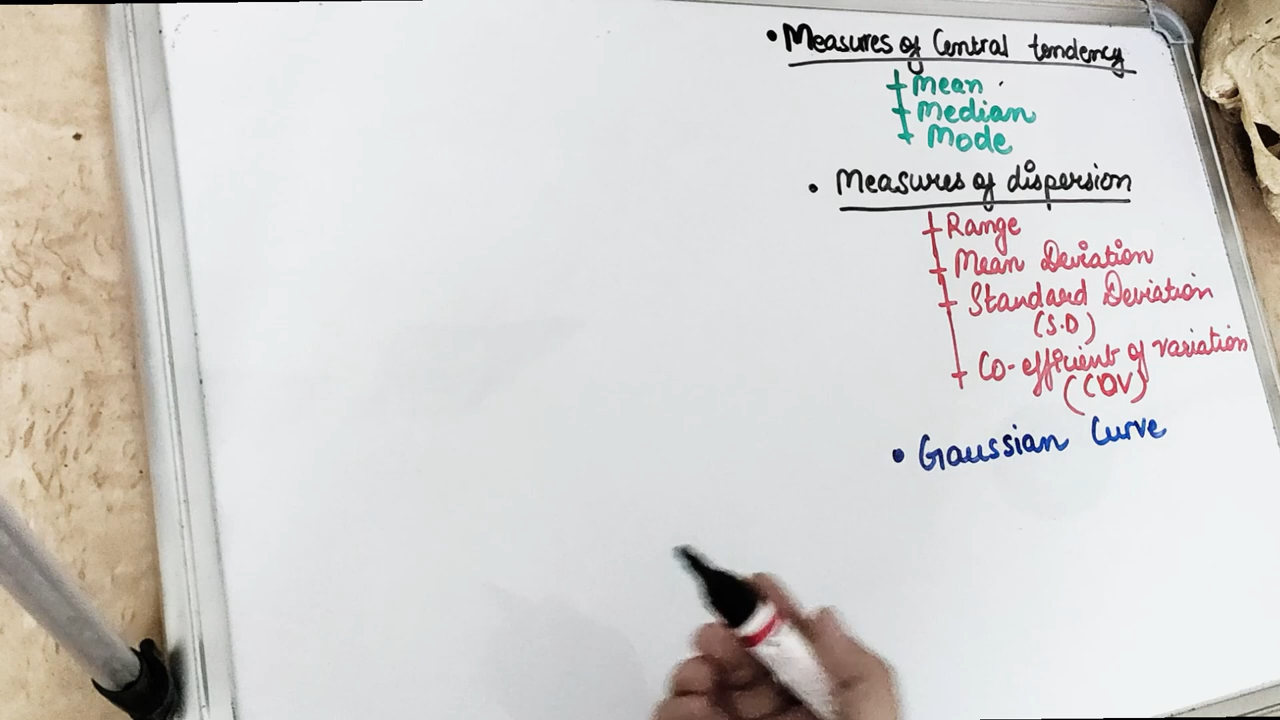 • Measures of Central tendency
Mean
Median
Mode
• Measures of dispersion
Range
Mean Deviation
Standard Deviation
(S.D)
Co-efficient of variation
(COV)
• Gaussian Curve